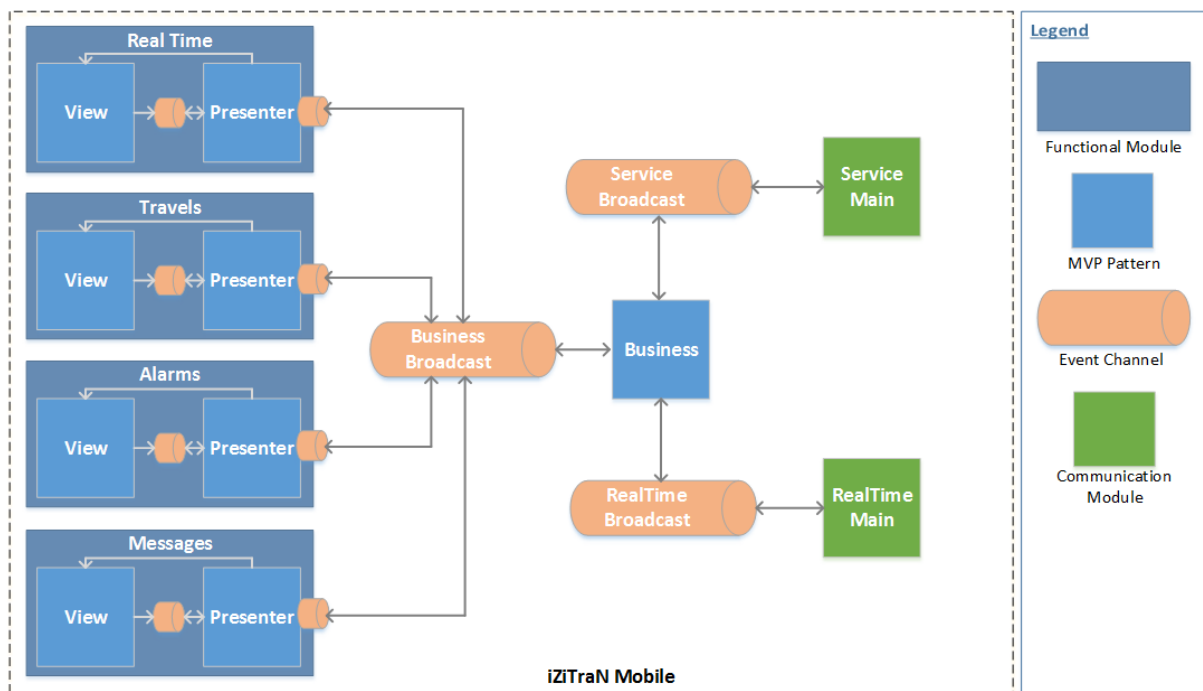 Real Time
View
Presenter
Travels
View
Presenter
Alarms
View
Presenter
Messages
View
Presenter
Business
Broadcast
Service
Broadcast
Service
Main
Business
RealTime
Broadcast
RealTime
Main
iZiTraN Mobile
Legend
Functional Module
MVP Pattern
Event Channel
Communication
Module